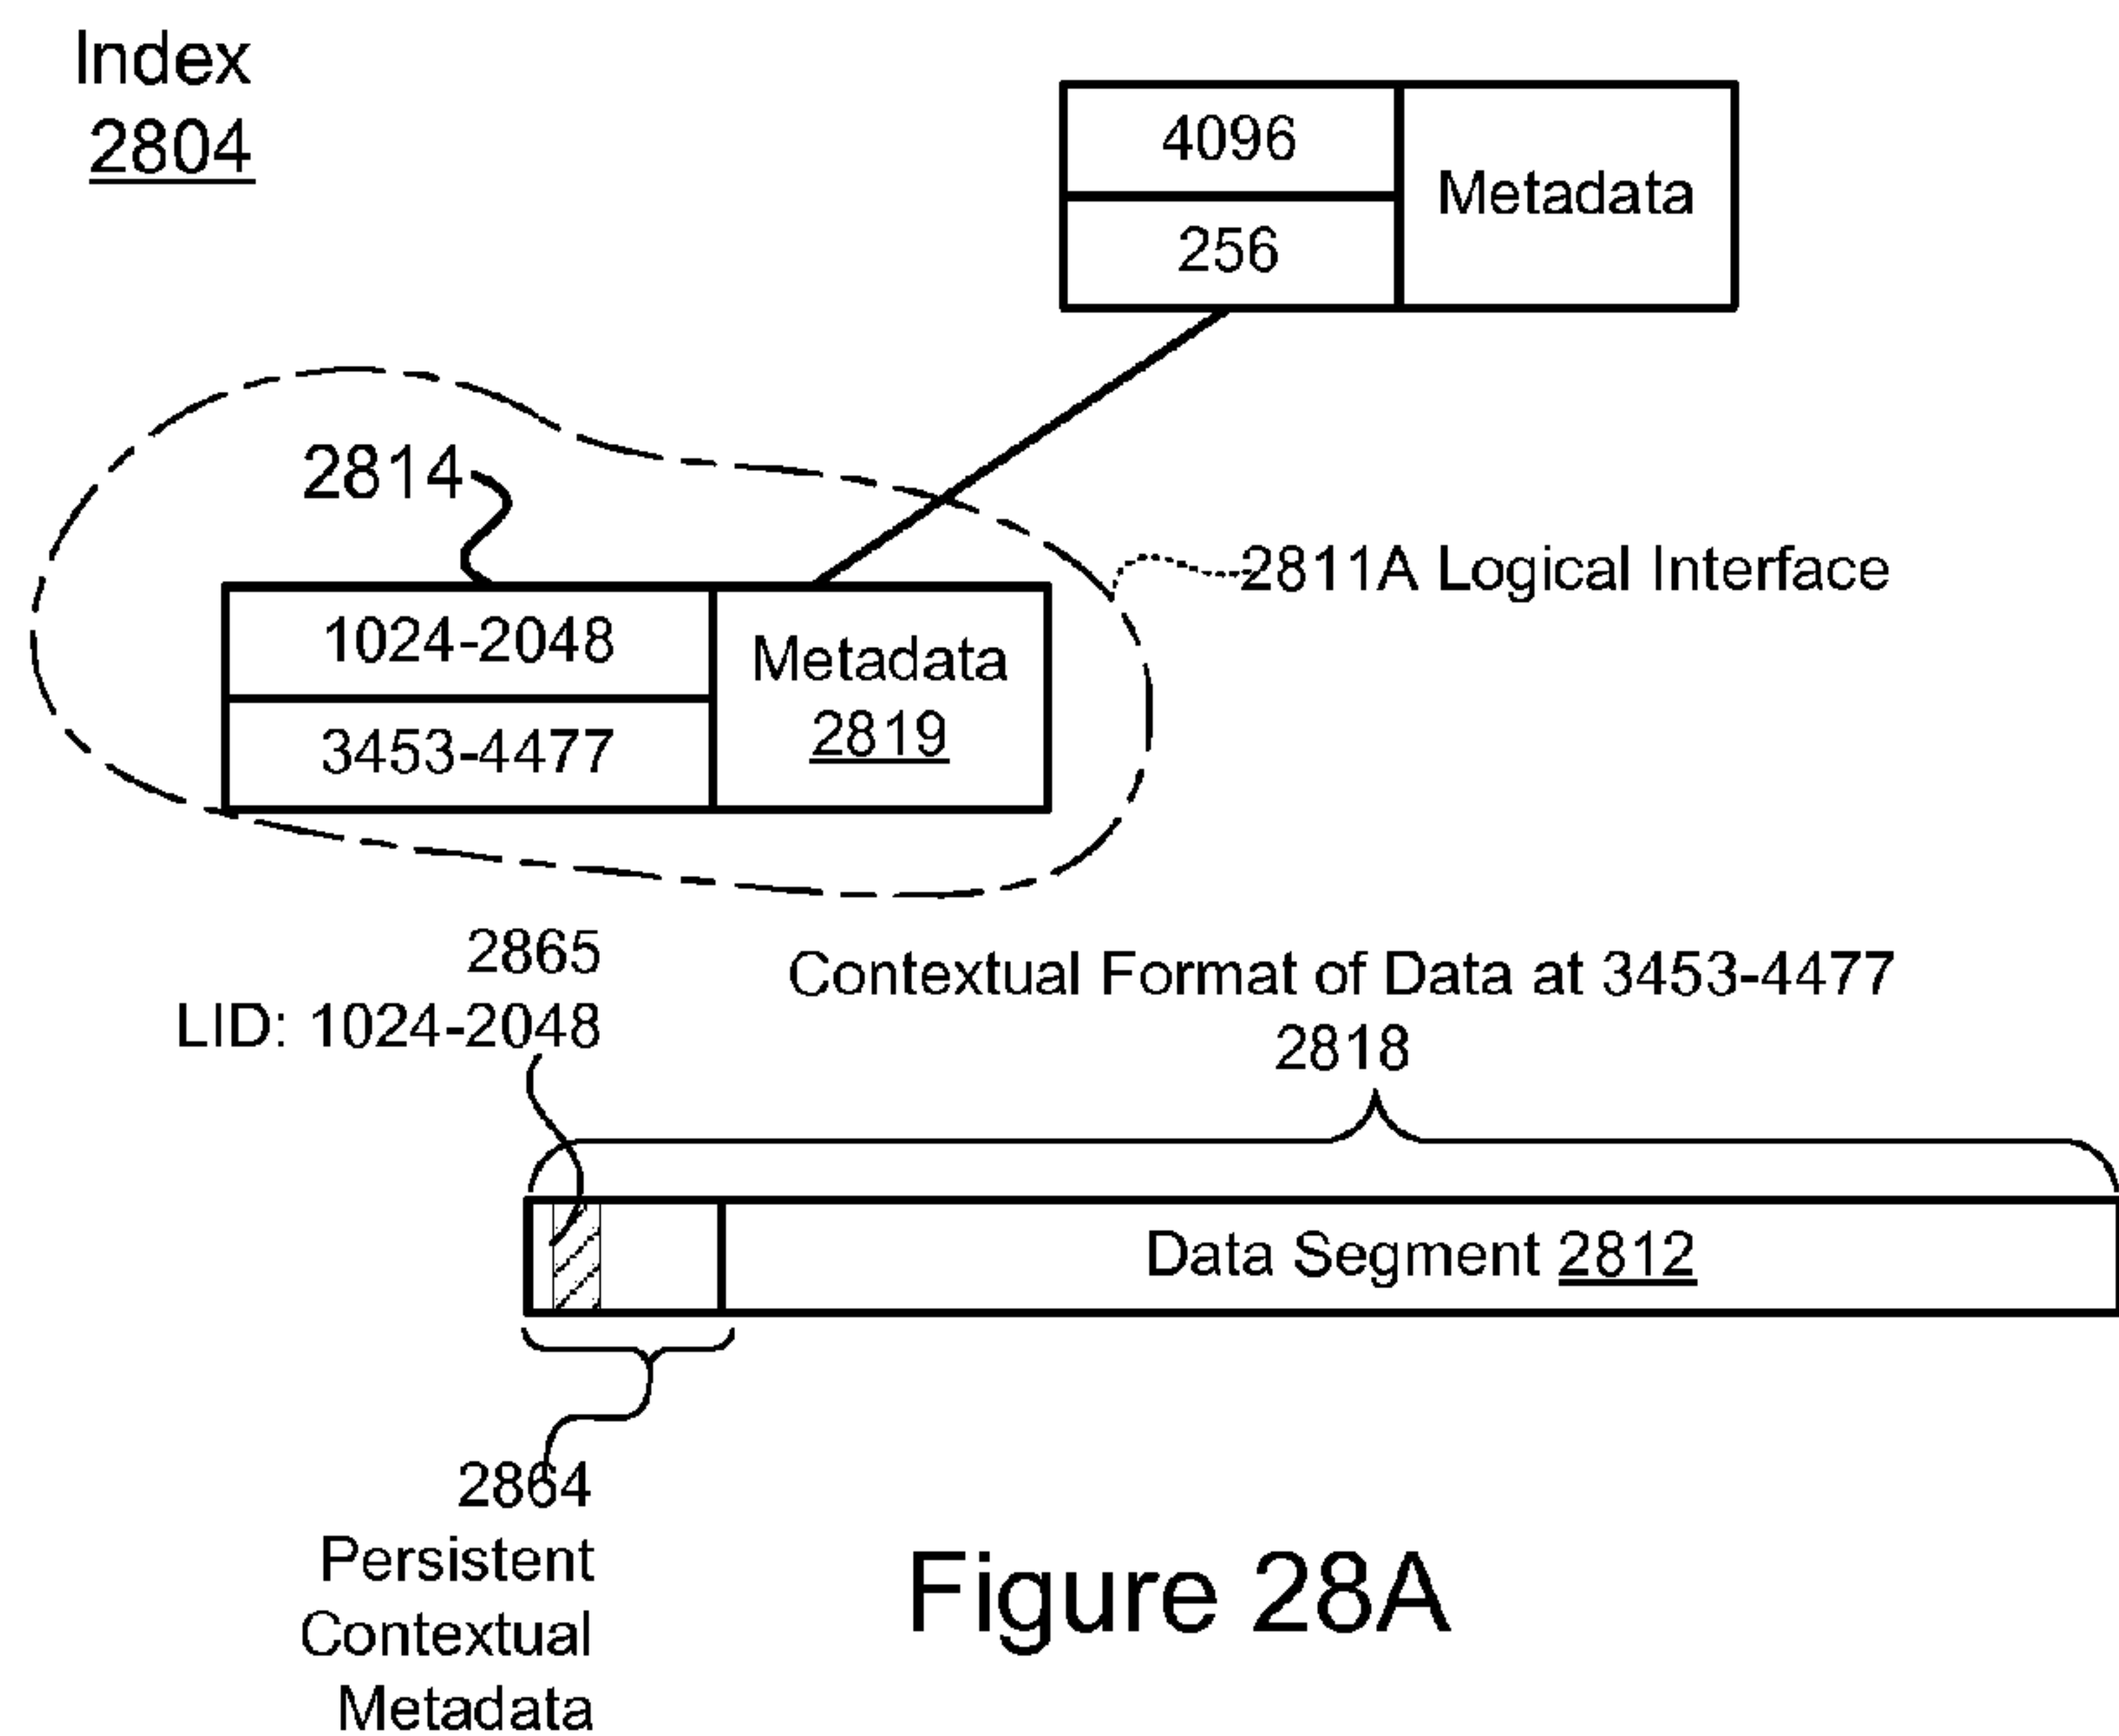 Index
2804
4096
256
Metadata
2814
2811A Logical Interface
1024-2048
3453-4477
Metadata
2819
2865
LID: 1024-2048
Contextual Format of Data at 3453-4477
2818
Data Segment 2812
2864
Persistent
Contextual
Metadata
Figure 28A